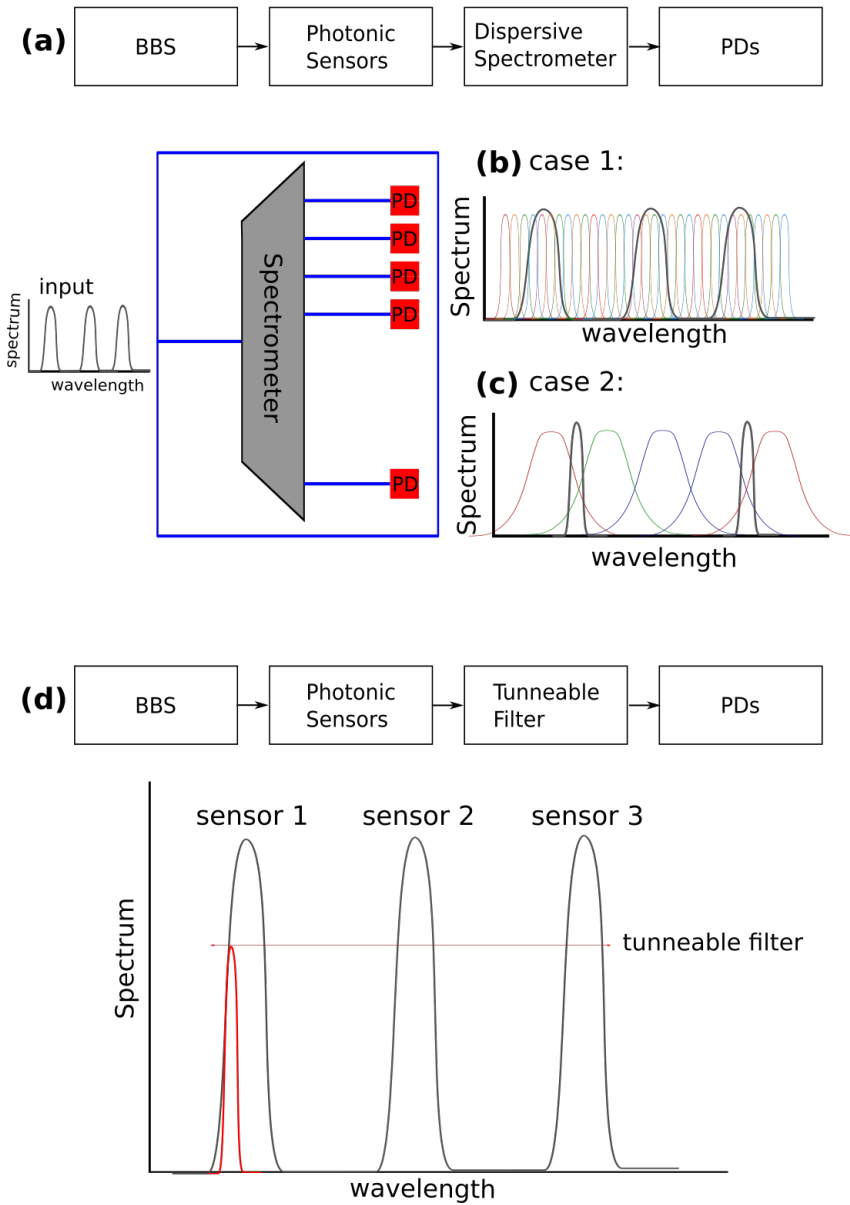 (a)
BBS
Photonic
Sensors
Dispersive
Spectrometer
PDs
input
spectrum
wavelength
Spectrometer
PD
PD
PD
PD
PD
(b) case 1:
Spectrum
wavelength
(c) case 2:
Spectrum
wavelength
(d)
BBS
Photonic
Sensors
Tunneable
Filter
PDs
sensor 1
sensor 2
sensor 3
tunneable filter
Spectrum
wavelength